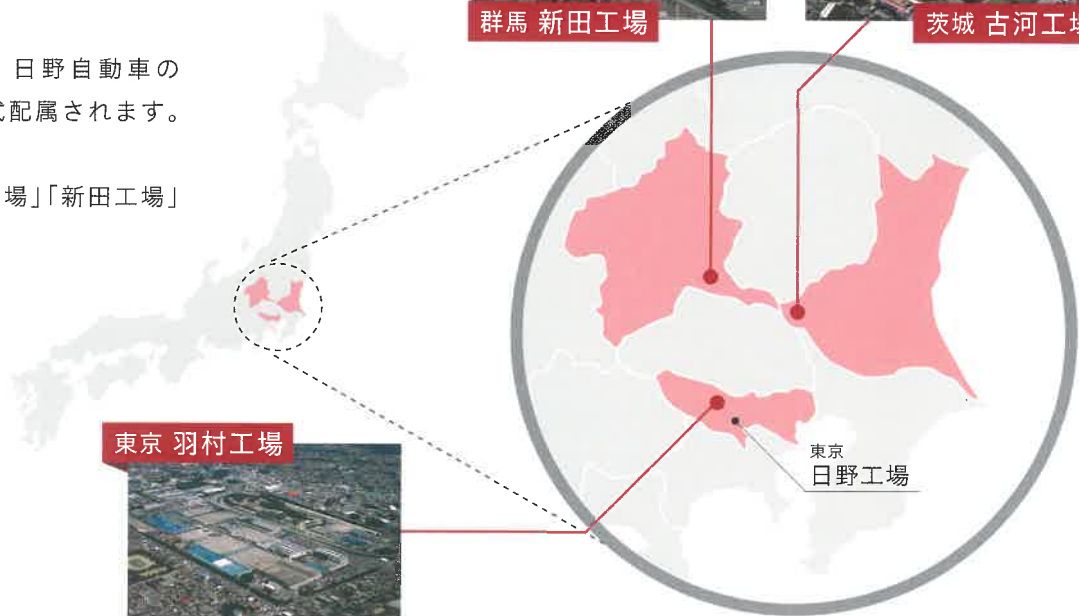 群馬 新田工場
茨城 古河工場
日野自動車の
式配属されます。
場」「新田工場」
東京 羽村工場
東京
日野工場